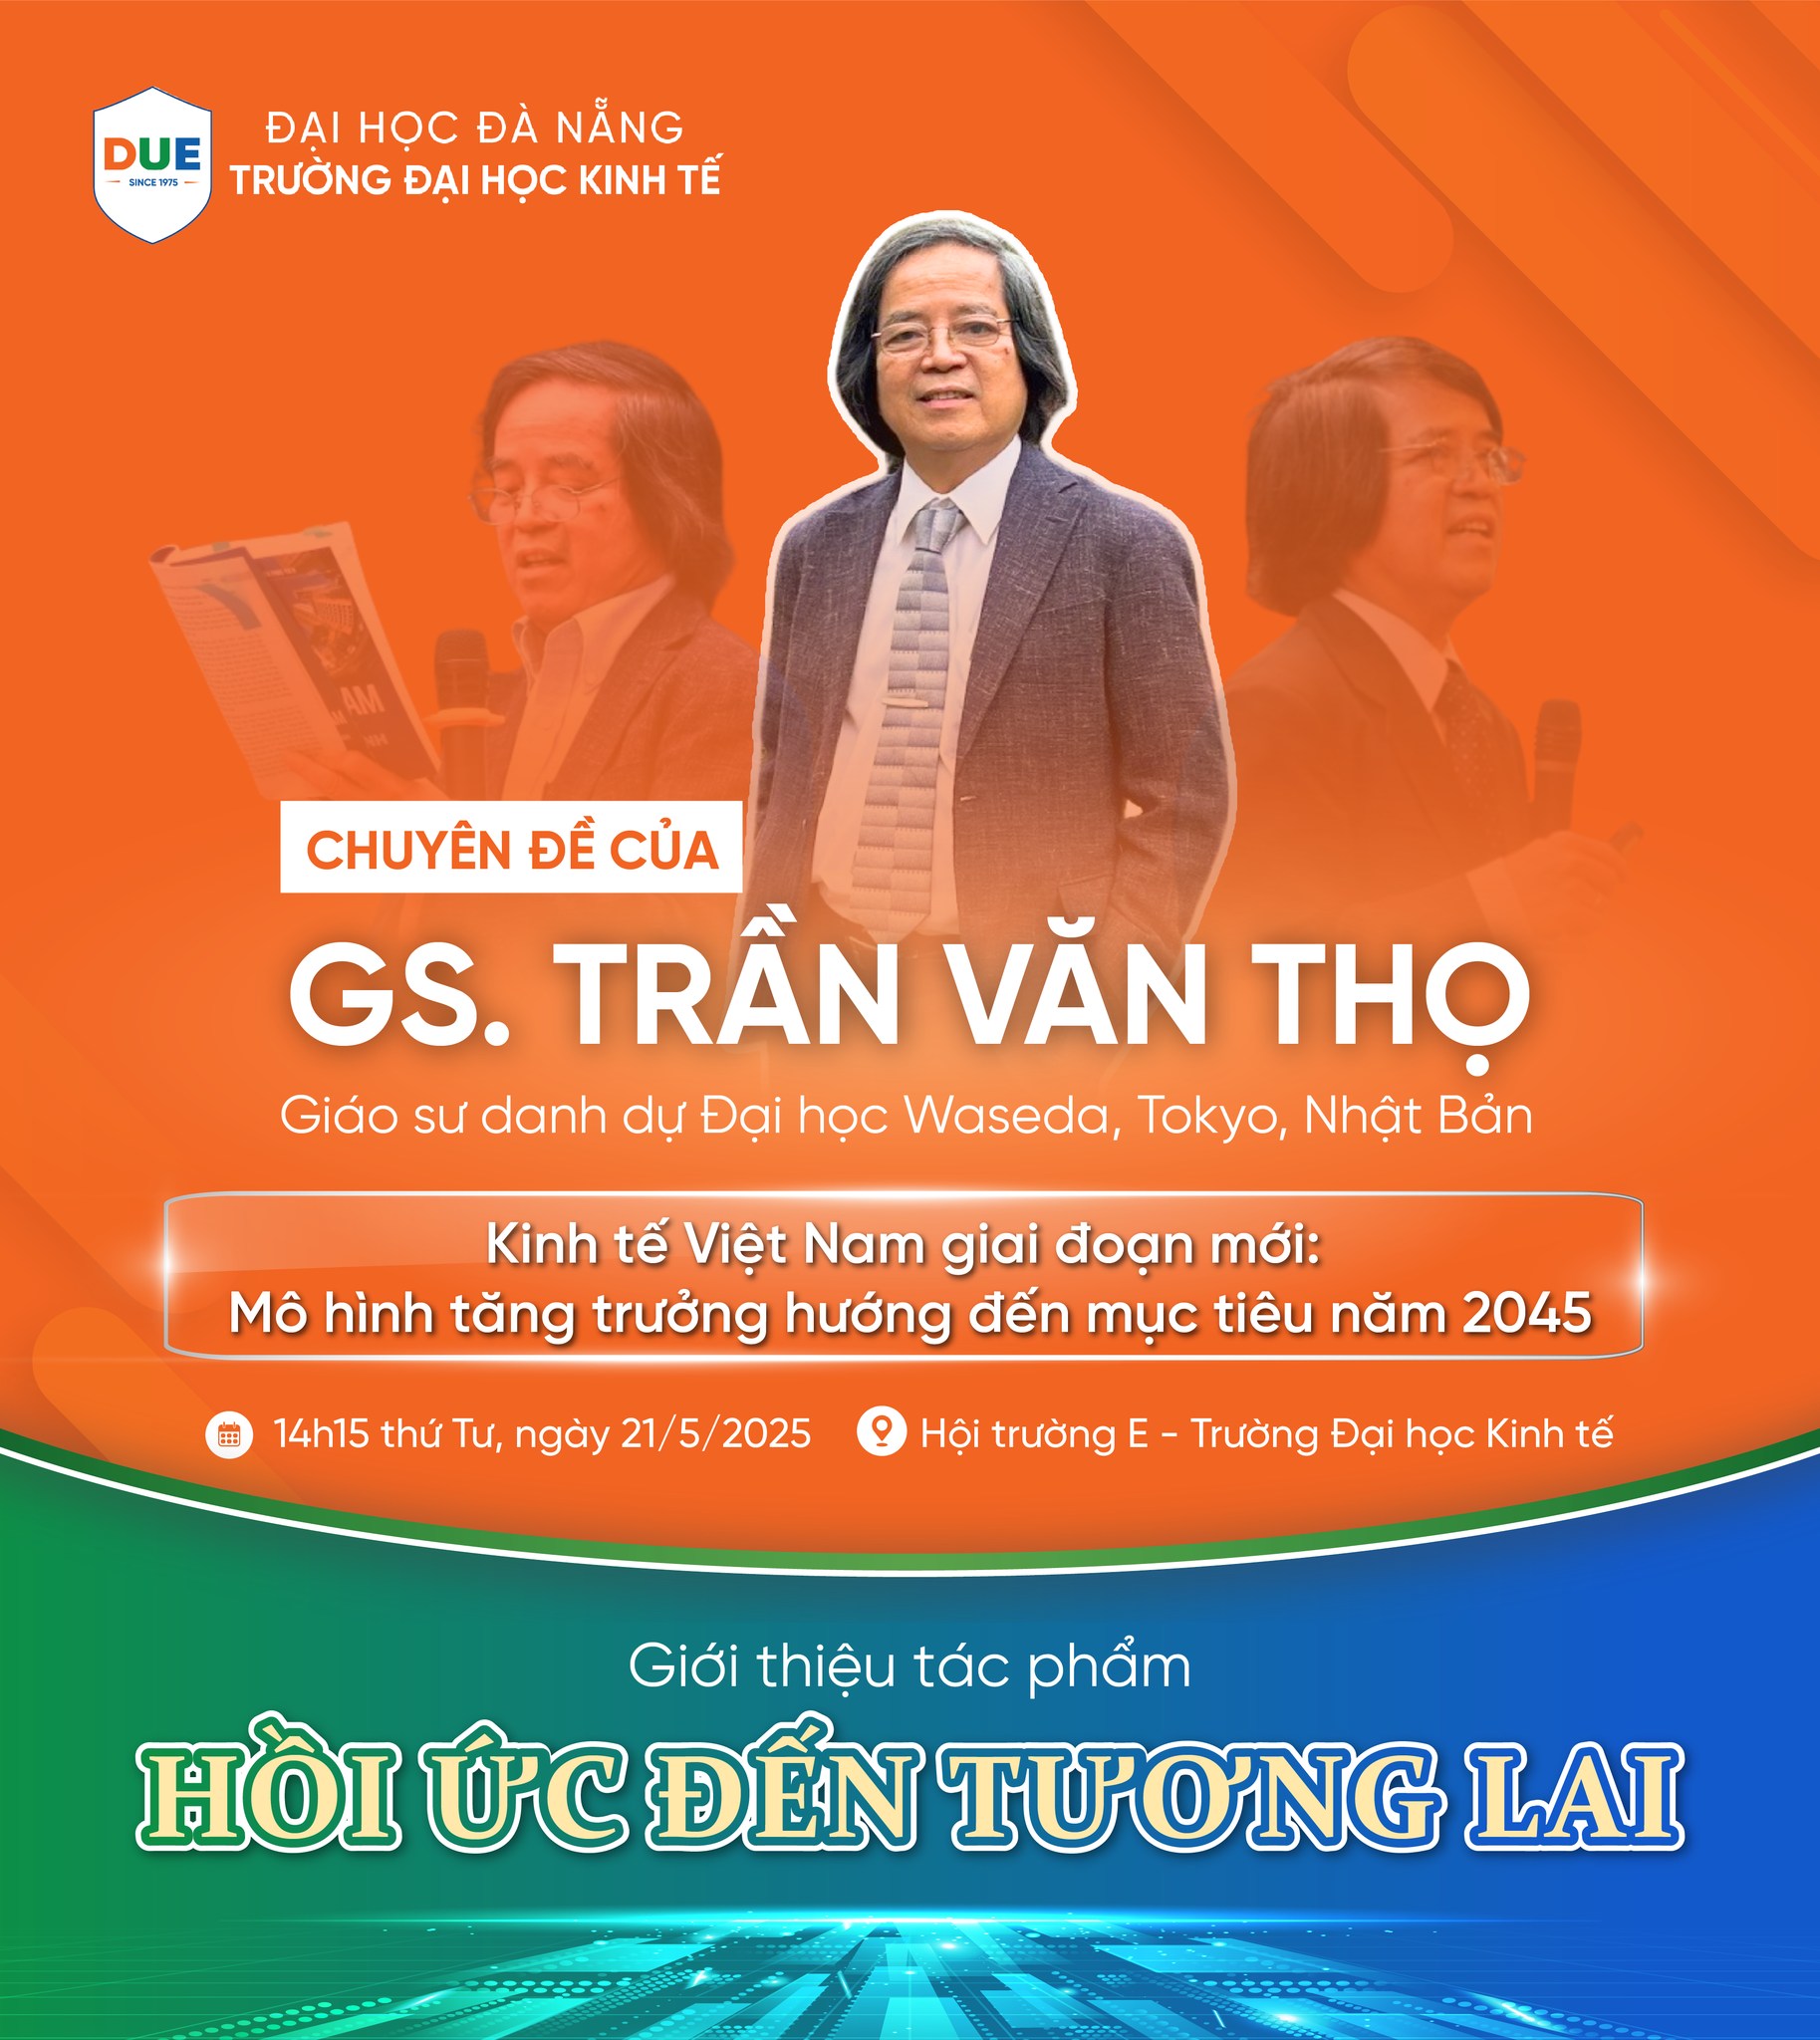 DUE
SINCE 1975
ĐẠI HỌC ĐÀ NẴNG
TRƯỜNG ĐẠI HỌC KINH TẾ
AM
NH
CHUYÊN ĐỀ CỦA
GS. TRẦN VĂN THỌ
Giáo sư danh dự Đại học Waseda, Tokyo, Nhật Bản
Kinh tế Việt Nam giai đoạn mới:
Mô hình tăng trưởng hướng đến mục tiêu năm 2045
14h15 thứ Tư, ngày 21/5/2025
Hội trường E - Trường Đại học Kinh tế
Giới thiệu tác phẩm
HỒI ỨC ĐẾN TƯƠNG LAI